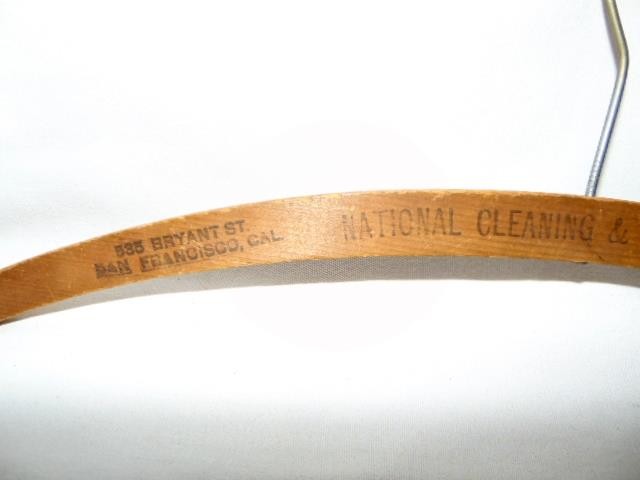 535 BRYANT ST.
SAN FRANCISCO, CAL.
NATIONAL CLEANING &